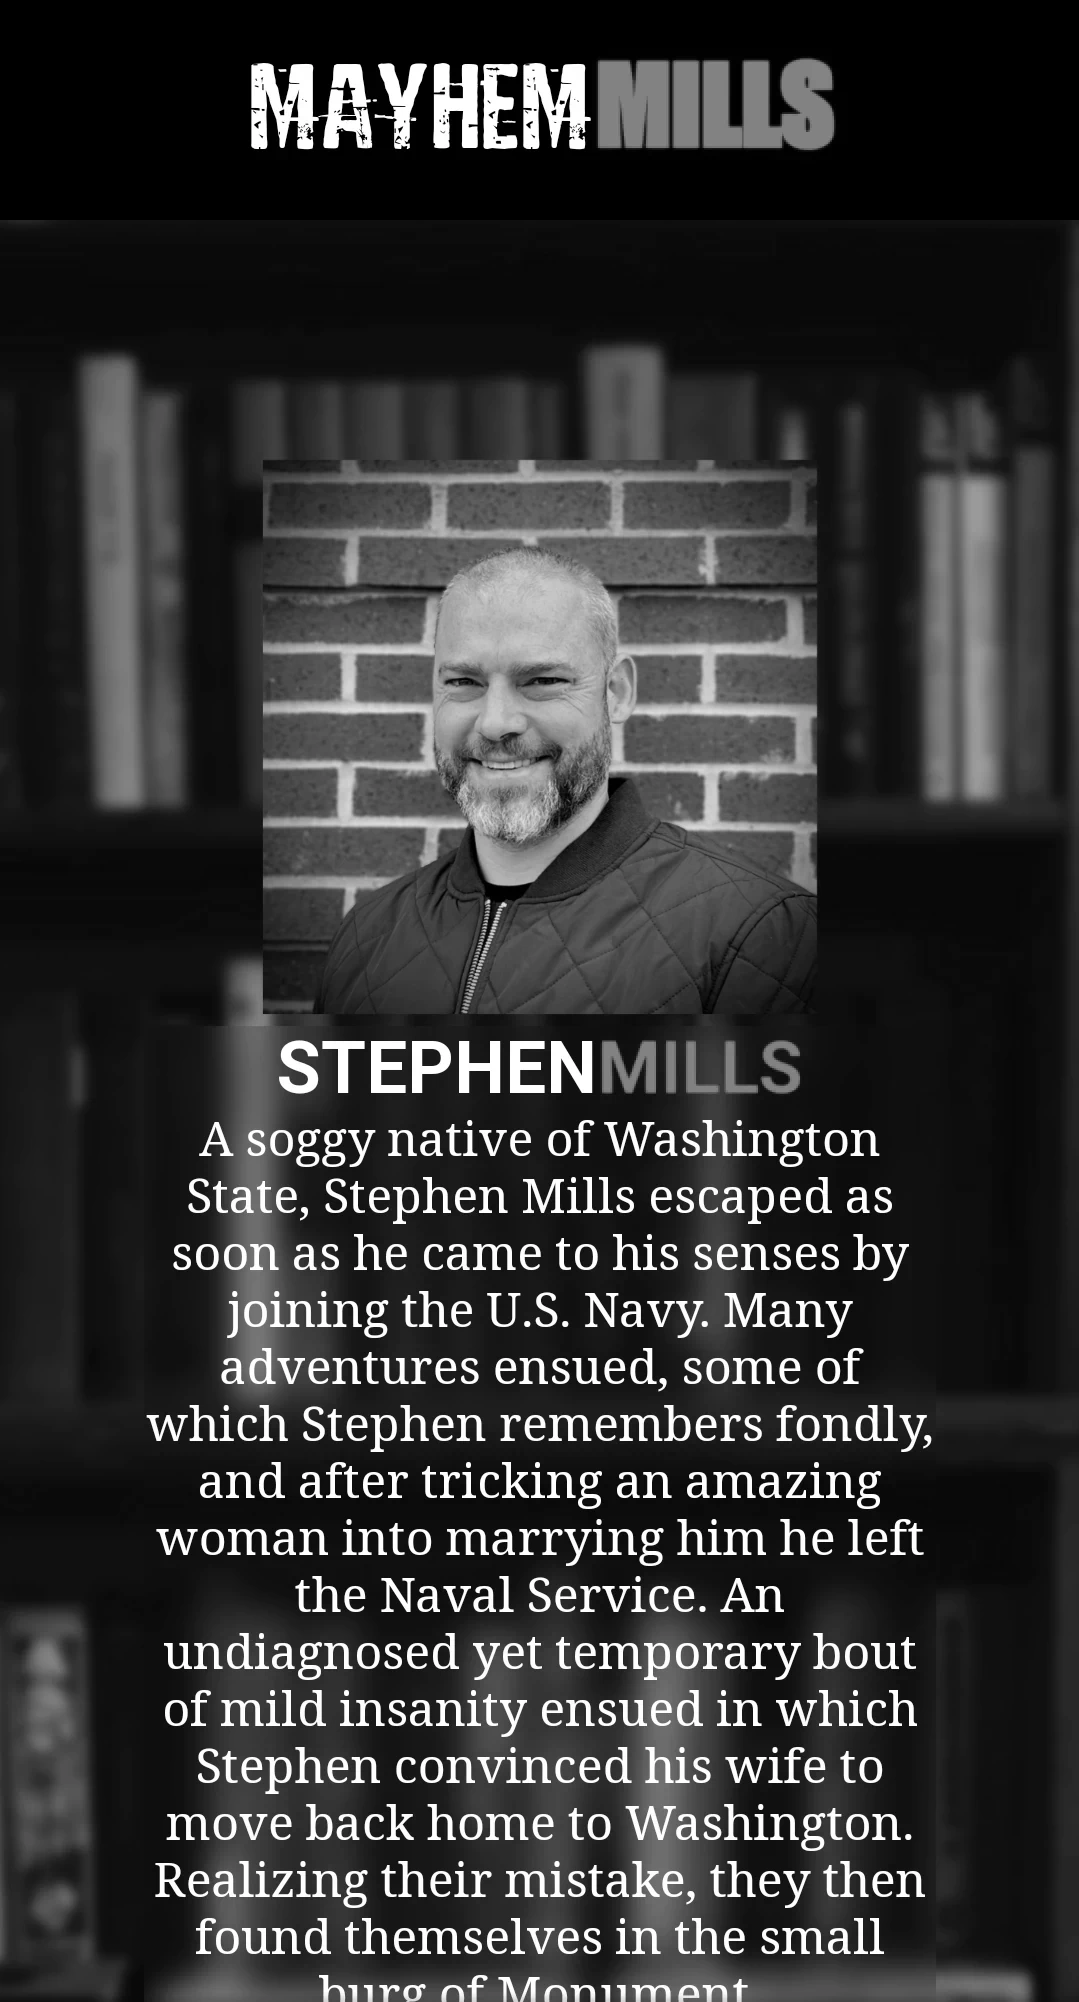 MAYHEMMILLS
STEPHENMILLS
A soggy native of Washington
State, Stephen Mills escaped as
soon as he came to his senses by
joining the U.S. Navy. Many
adventures ensued, some of
which Stephen remembers fondly,
and after tricking an amazing
woman into marrying him he left
the Naval Service. An
undiagnosed yet temporary bout
of mild insanity ensued in which
Stephen convinced his wife to
move back home to Washington.
Realizing their mistake, they then
found themselves in the small
burg of Monument,